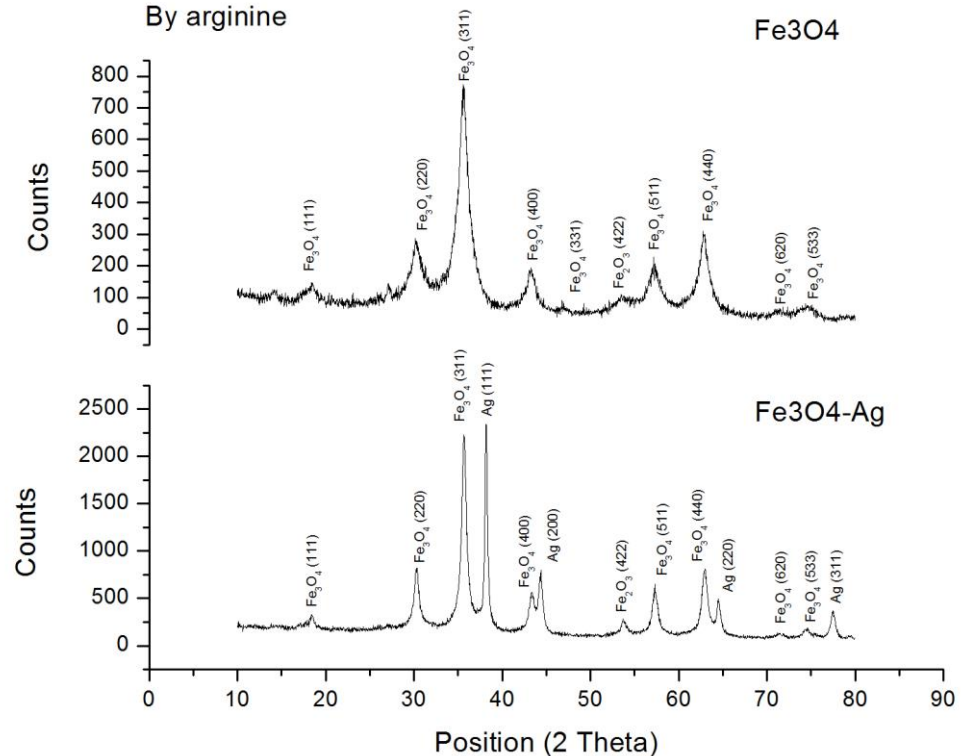 By arginine
Fe3O4
Counts
800
700
600
500
400
300
200
100
0
Fe₃O₄ (111)
Fe₃O₄ (220)
Fe₃O₄ (311)
Fe₃O₄ (400)
Fe₃O₄ (331)
Fe₂O₃ (422)
Fe₃O₄ (511)
Fe₃O₄ (440)
Fe₃O₄ (620)
Fe₃O₄ (533)
Fe3O4-Ag
Counts
2500
2000
1500
1000
500
0
Fe₃O₄ (111)
Fe₃O₄ (220)
Fe₃O₄ (311)
Ag (111)
Fe₃O₄ (400)
Ag (200)
Fe₂O₃ (422)
Fe₃O₄ (511)
Fe₃O₄ (440)
Ag (220)
Fe₃O₄ (620)
Fe₃O₄ (533)
Ag (311)
0 10 20 30 40 50 60 70 80 90
Position (2 Theta)